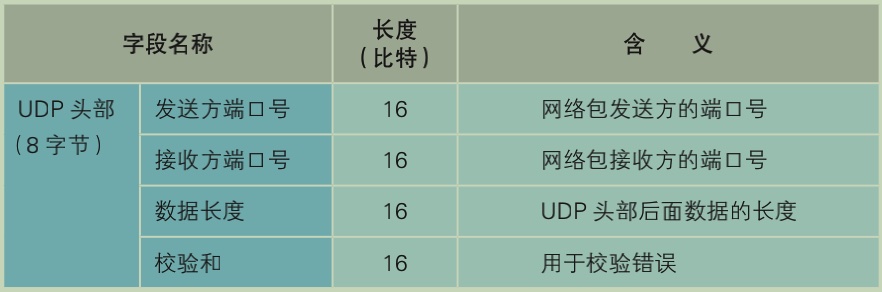 字段名称 长度（比特） 含 义
UDP 头部（8 字节） 发送方端口号 16 网络包发送方的端口号
接收方端口号 16 网络包接收方的端口号
数据长度 16 UDP 头部后面数据的长度
校验和 16 用于校验错误